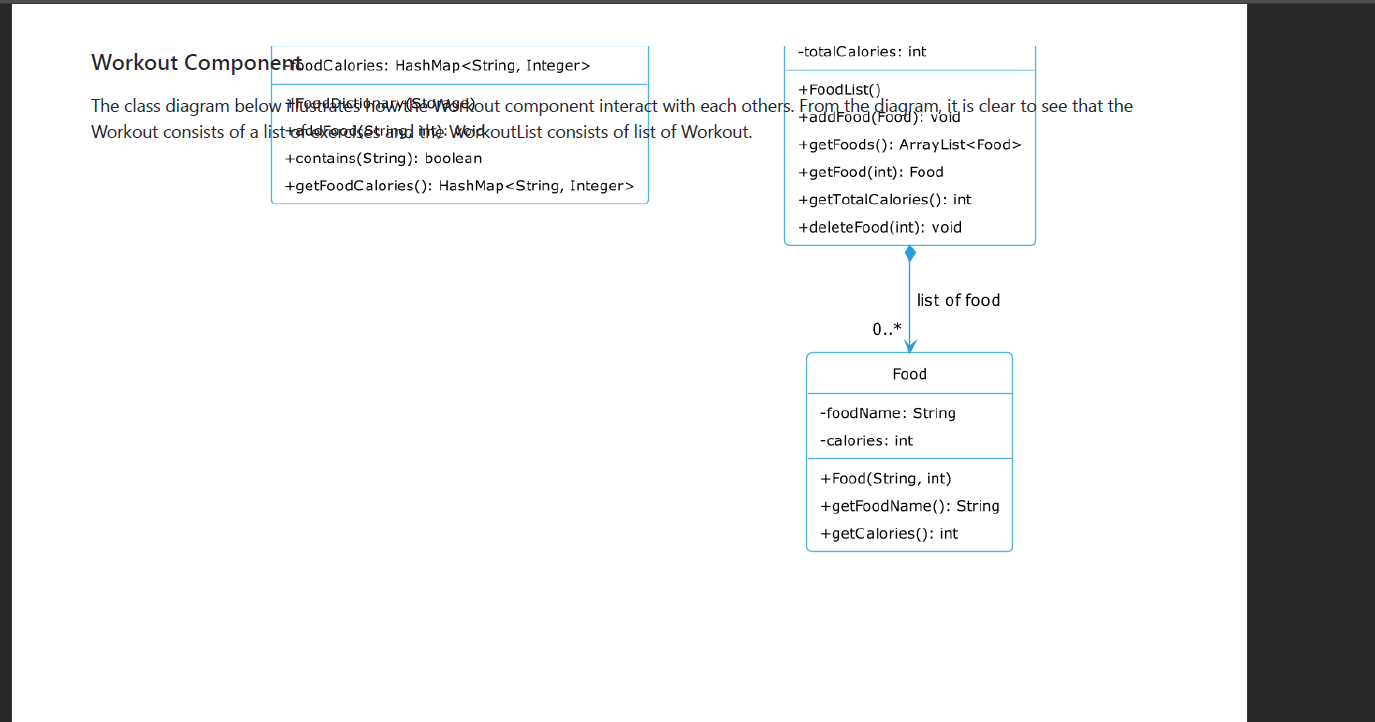 Workout Component
-foodCalories: HashMap<String, Integer>
The class diagram below illustrates how the Workout component interact with each others. From the diagram, it is clear to see that the
Workout consists of a list of exercises and the WorkoutList consists of list of Workout.
+FoodDictionary(Storage)
+addFood(String, int): void
+contains(String): boolean
+getFoodCalories(): HashMap<String, Integer>
-totalCalories: int
+FoodList()
+addFood(Food): void
+getFoods(): ArrayList<Food>
+getFood(int): Food
+getTotalCalories(): int
+deleteFood(int): void
list of food
0..*
Food
-foodName: String
-calories: int
+Food(String, int)
+getFoodName(): String
+getCalories(): int